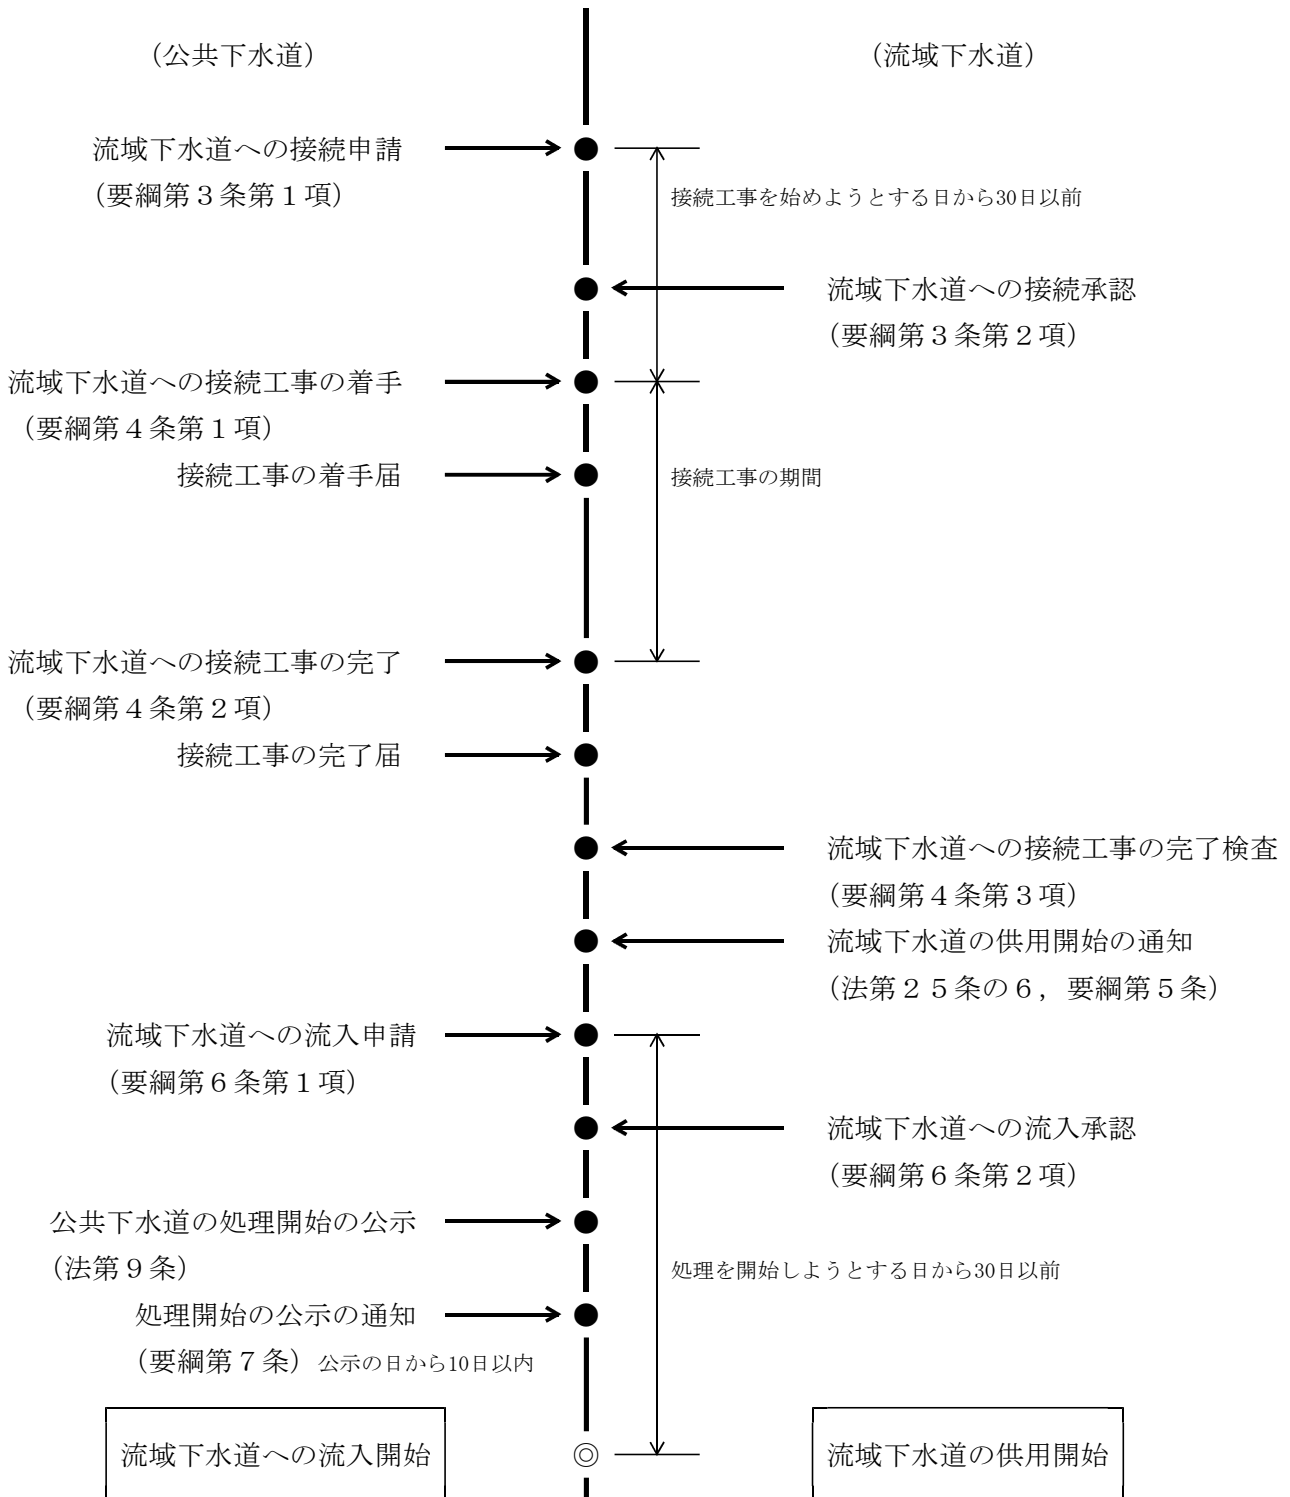 （公共下水道）
（流域下水道）
流域下水道への接続申請
（要綱第３条第１項）
接続工事を始めようとする日から30日以前
流域下水道への接続承認
（要綱第３条第２項）
流域下水道への接続工事の着手
（要綱第４条第１項）
接続工事の着手届
接続工事の期間
流域下水道への接続工事の完了
（要綱第４条第２項）
接続工事の完了届
流域下水道への接続工事の完了検査
（要綱第４条第３項）
流域下水道の供用開始の通知
（法第２５条の６，要綱第５条）
流域下水道への流入申請
（要綱第６条第１項）
流域下水道への流入承認
（要綱第６条第２項）
公共下水道の処理開始の公示
（法第９条）
処理を開始しようとする日から30日以前
処理開始の公示の通知
（要綱第７条）公示の日から10日以内
流域下水道への流入開始
◎
流域下水道の供用開始